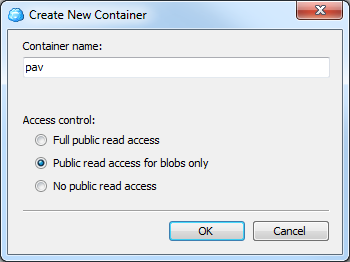 Create New Container
Container name:
pav
Access control:
Full public read access
Public read access for blobs only
No public read access
OK
Cancel